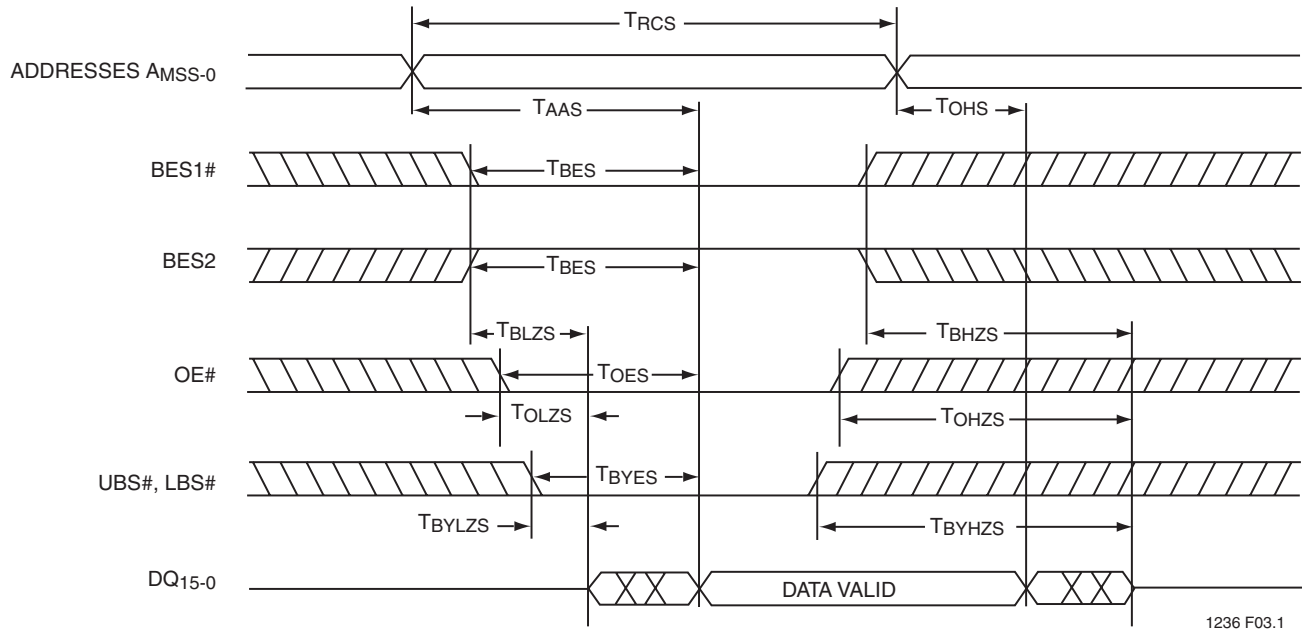 TRCS
ADDRESSES AMSS-0
TAAS
TOHS
BES1#
TBES
BES2
TBES
TBLZS
TBHZS
OE#
TOES
TOLZS
TOHZS
UBS#, LBS#
TBYES
TBYLZS
TBYHZS
DQ15-0
DATA VALID
1236 F03.1